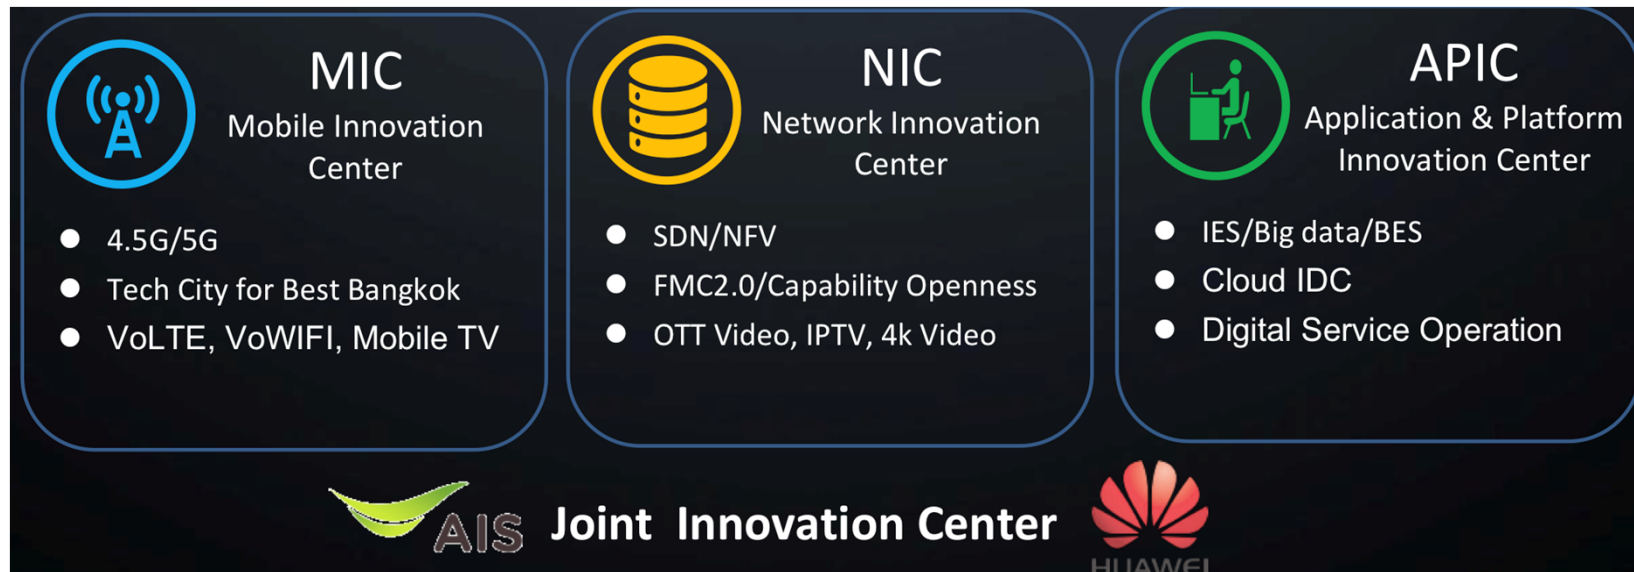 MIC
Mobile Innovation
Center
4.5G/5G
Tech City for Best Bangkok
VoLTE, VoWIFI, Mobile TV
NIC
Network Innovation
Center
SDN/NFV
FMC2.0/Capability Openness
OTT Video, IPTV, 4k Video
APIC
Application & Platform
Innovation Center
IES/Big data/BES
Cloud IDC
Digital Service Operation
AIS Joint Innovation Center
HUAWEI